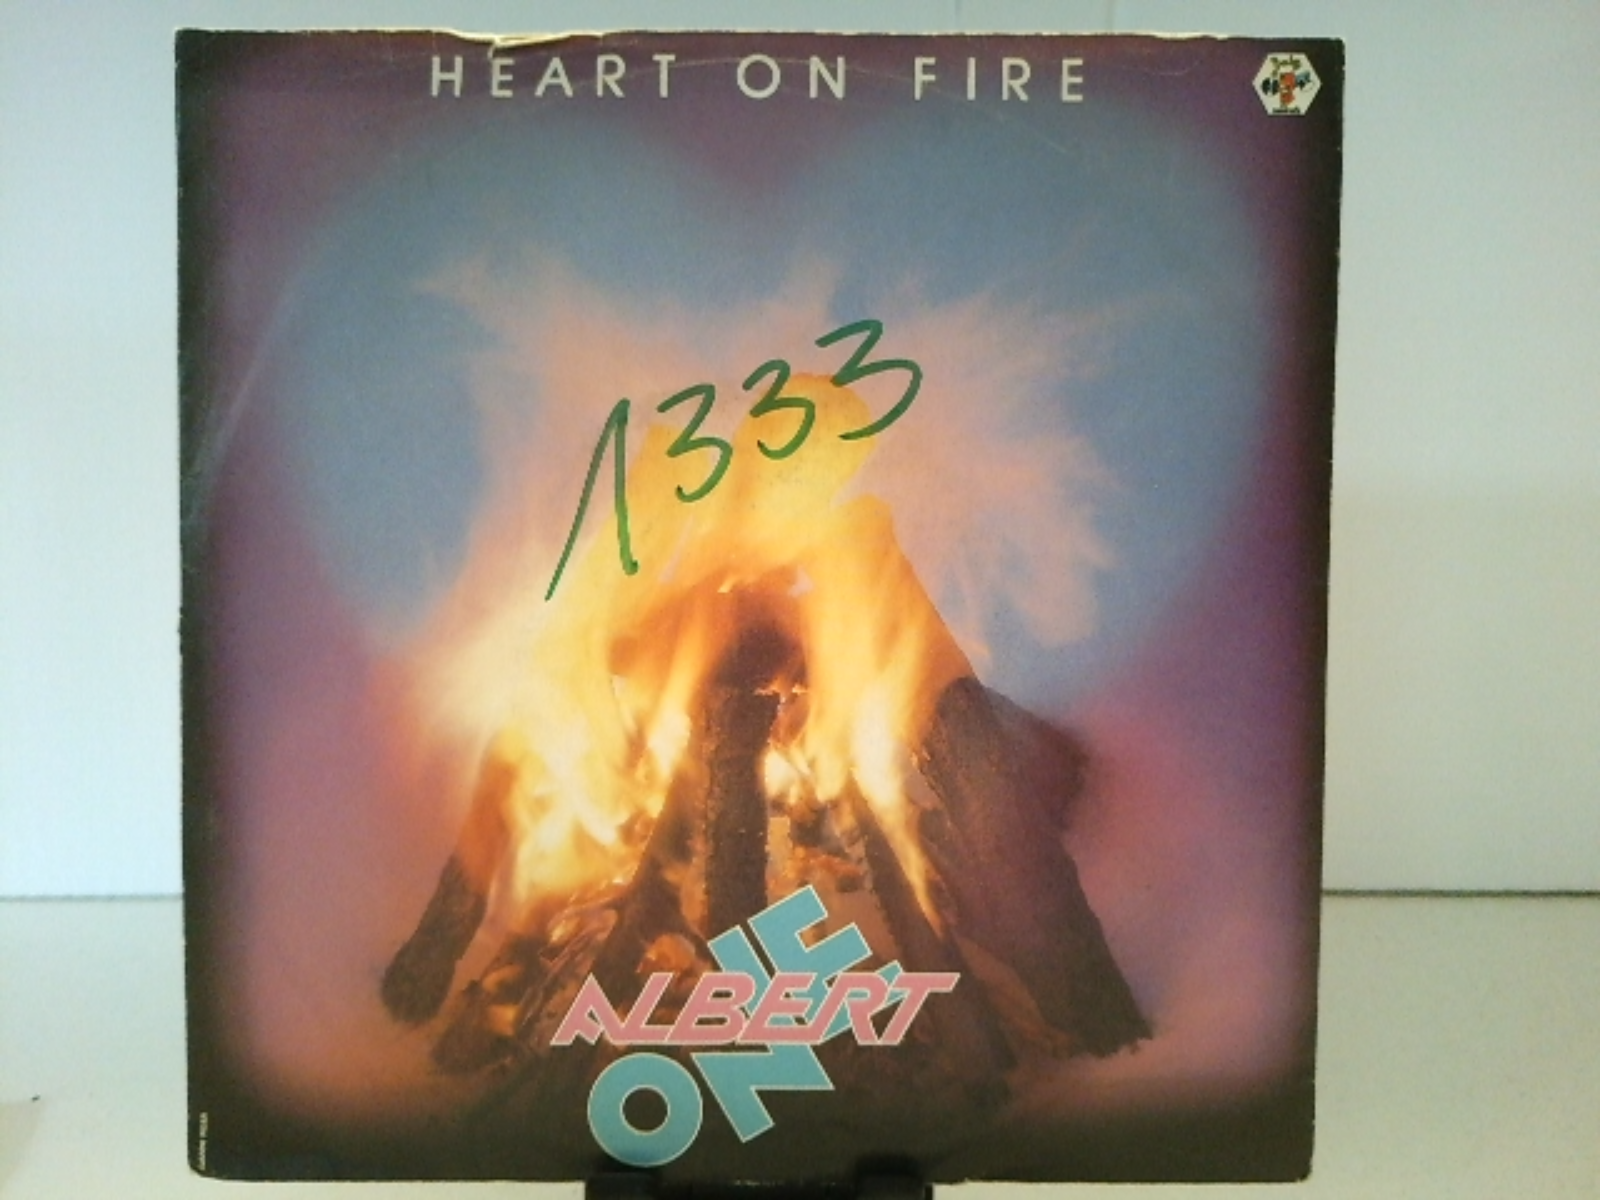 HEART ON FIRE
1333
ALBERT
ONE